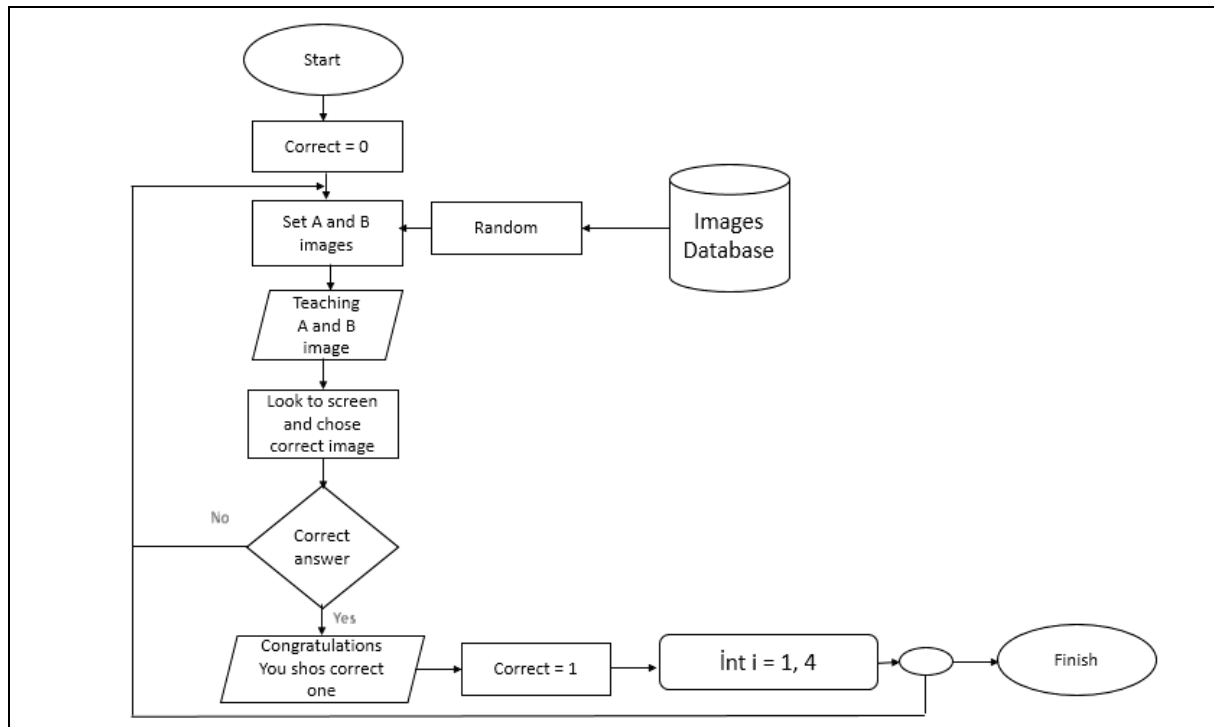 Start
Correct = 0
Set A and B
images
Random
Images
Database
Teaching
A and B
image
Look to screen
and chose
correct image
No
Correct
answer
Yes
Congratulations
You shos correct
one
Correct = 1
İnt i = 1, 4
Finish